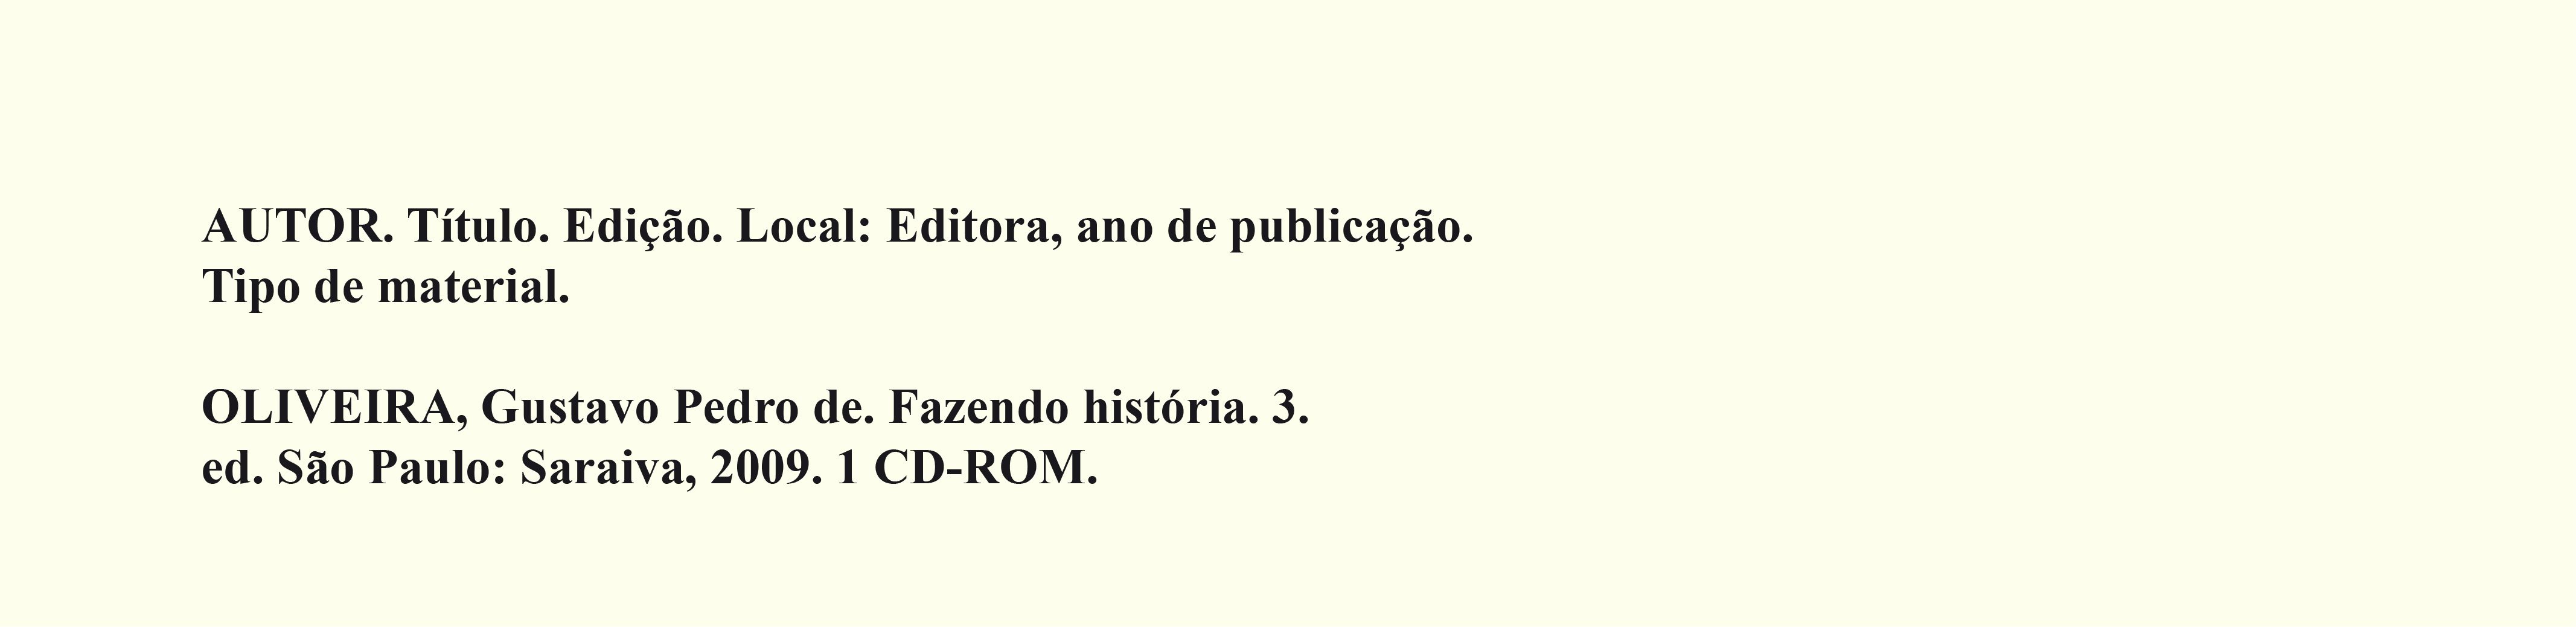 AUTOR. Título. Edição. Local: Editora, ano de publicação.
Tipo de material.
OLIVEIRA, Gustavo Pedro de. Fazendo história. 3.
ed. São Paulo: Saraiva, 2009. 1 CD-ROM.